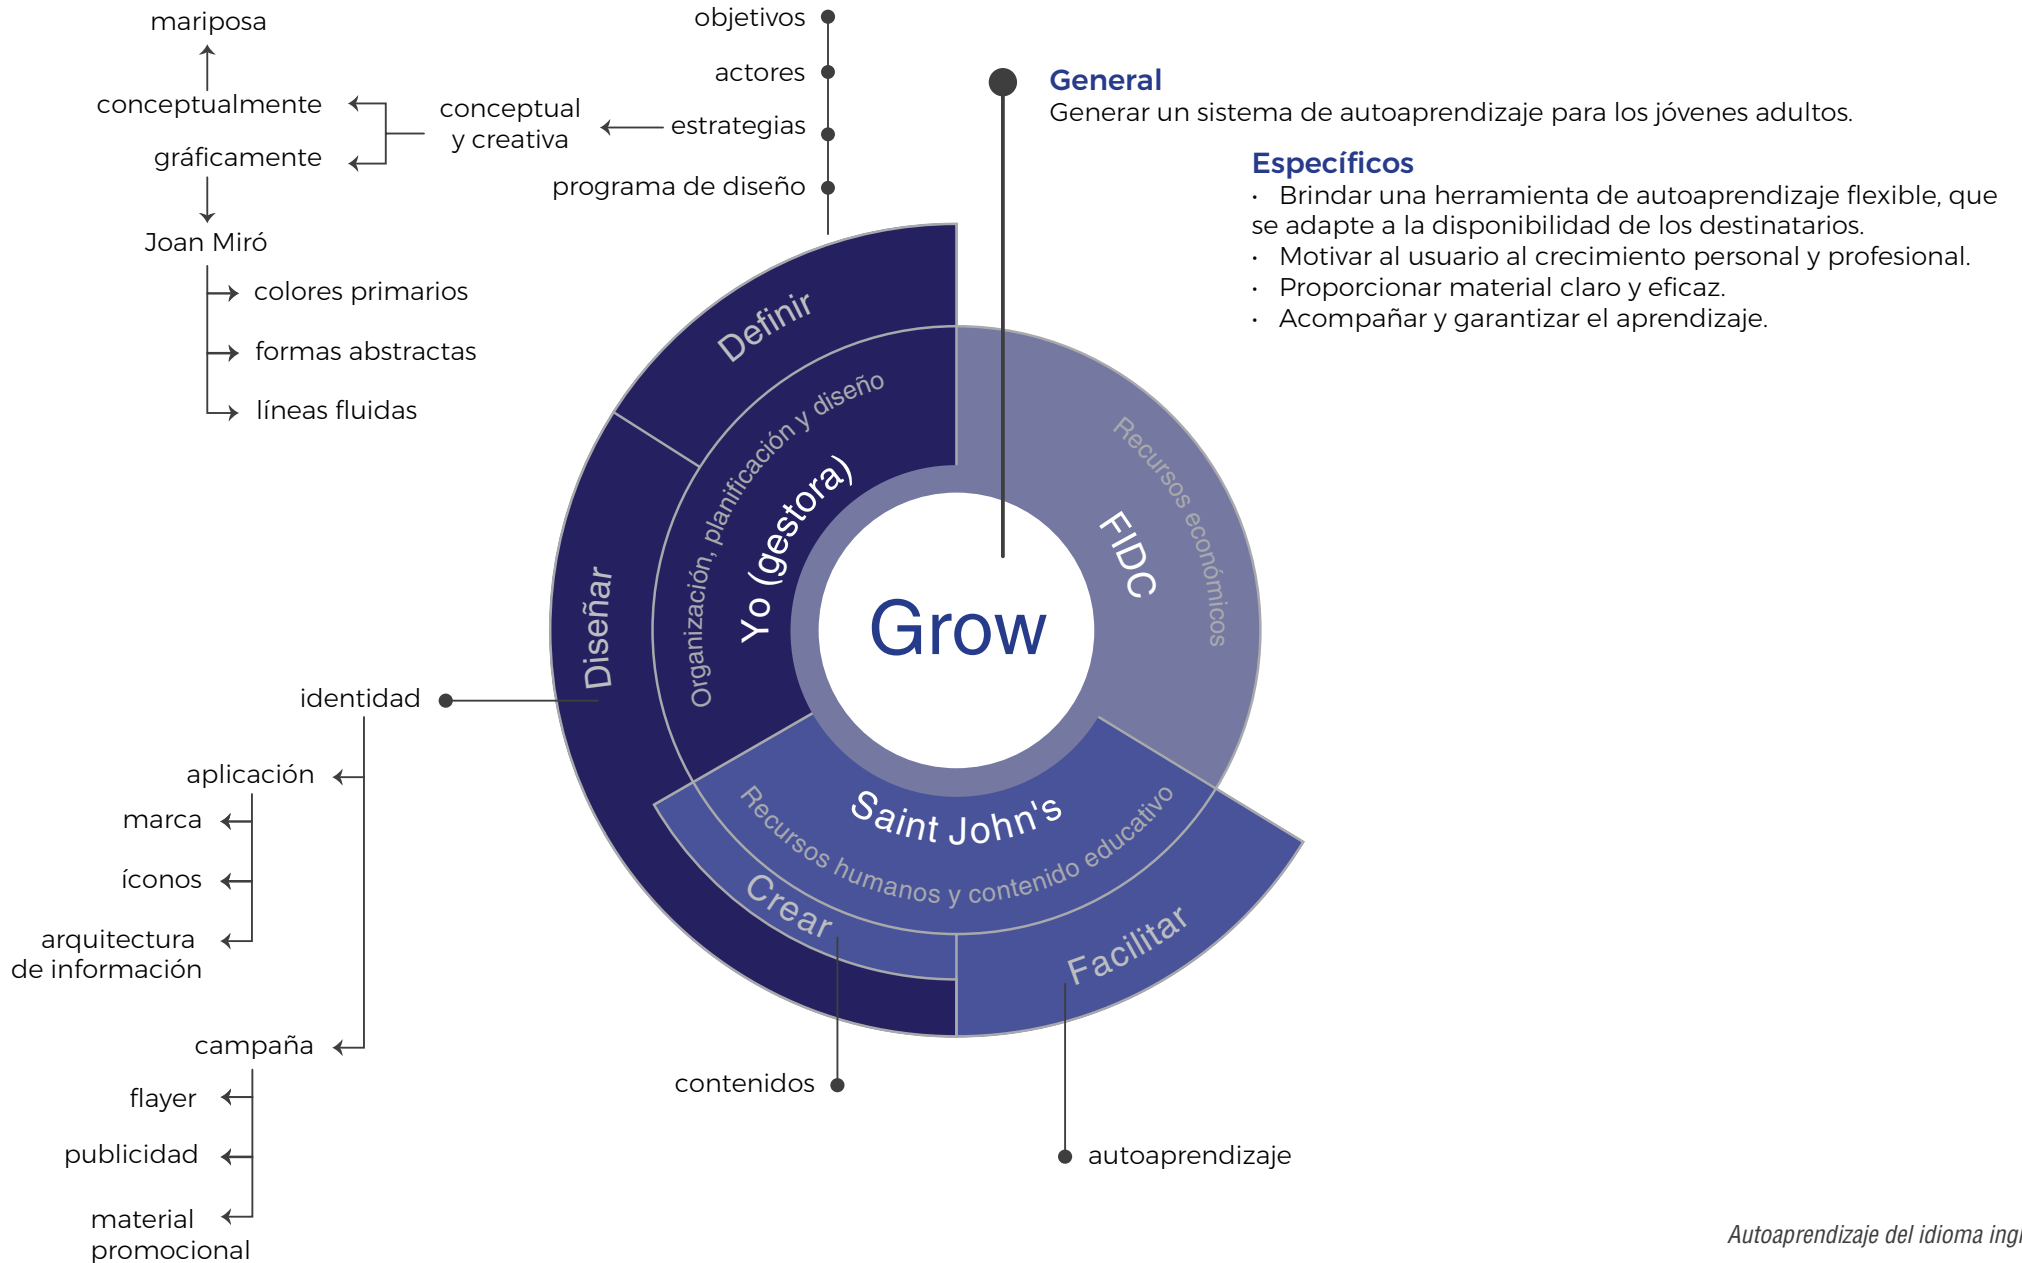 mariposa
conceptualmente
gráficamente
conceptual
y creativa
Joan Miró
colores primarios
formas abstractas
líneas fluidas
objetivos
actores
estrategias
programa de diseño
General
Generar un sistema de autoaprendizaje para los jóvenes adultos.
Específicos
• Brindar una herramienta de autoaprendizaje flexible, que
se adapte a la disponibilidad de los destinatarios.
• Motivar al usuario al crecimiento personal y profesional.
• Proporcionar material claro y eficaz.
• Acompañar y garantizar el aprendizaje.
Definir
Diseñar
Organización, planificación y diseño
Yo (gestora)
Grow
FIDC
Recursos económicos
Saint John's
Recursos humanos y contenido educativo
Crear
Facilitar
identidad
aplicación
marca
íconos
arquitectura
de información
campaña
flayer
publicidad
material
promocional
contenidos
autoaprendizaje
Autoaprendizaje del idioma ingl